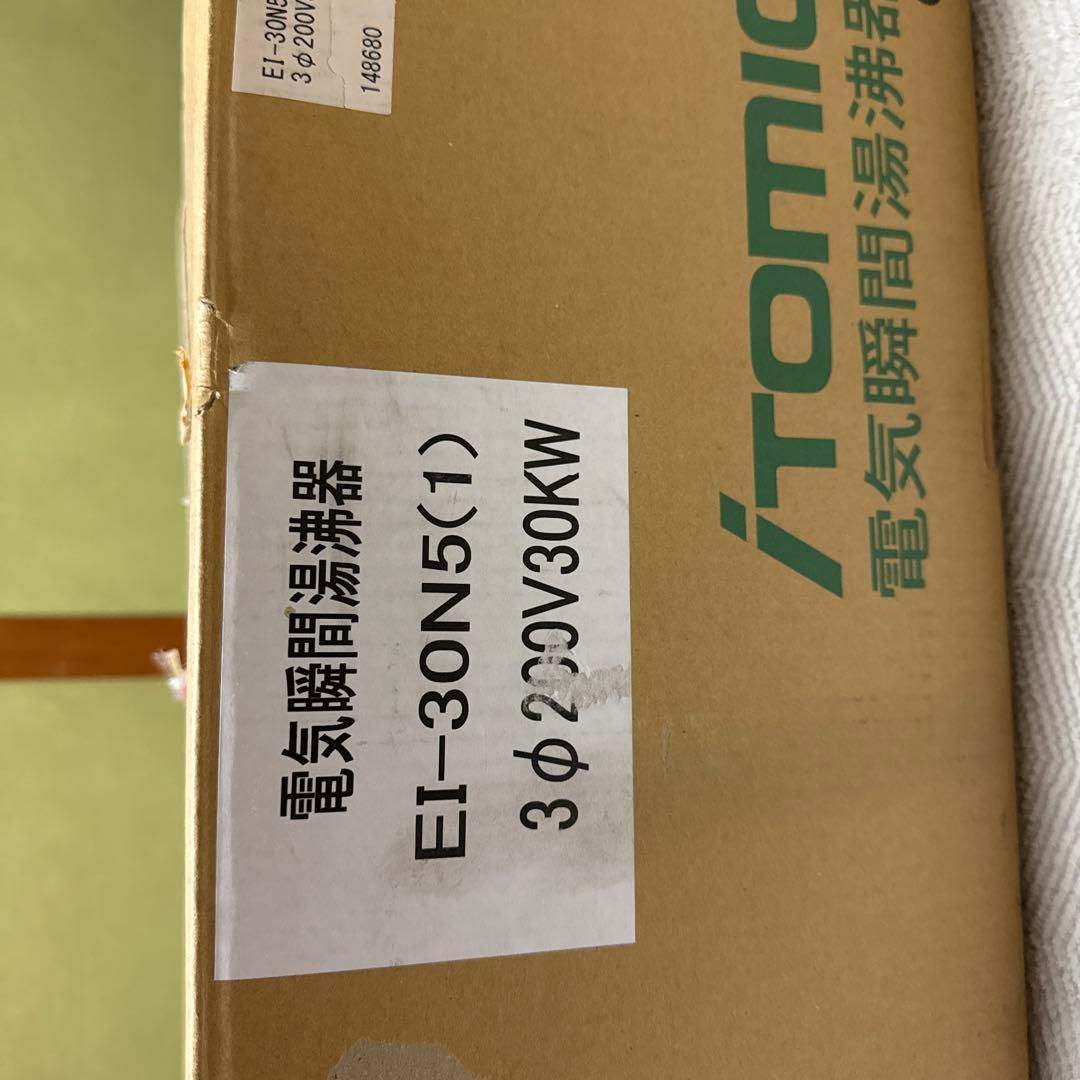 電気瞬間湯沸器
EI-30N5(1)
3φ200V30KW
iTOMIC
電気瞬間湯沸器
EI-30N5
3φ200V
148680